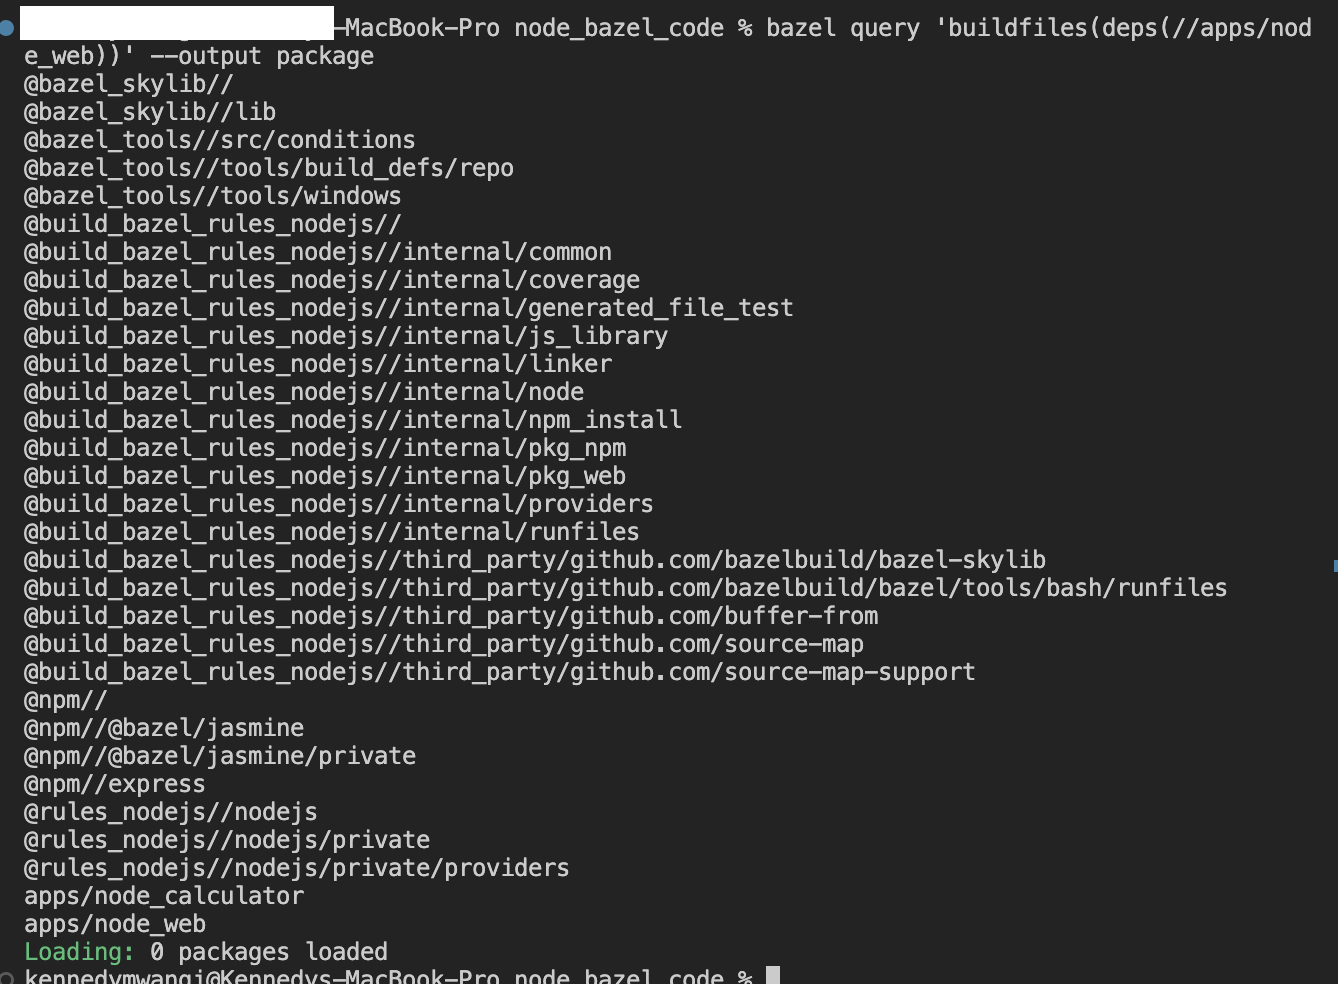 -MacBook-Pro node_bazel_code % bazel query 'buildfiles(deps(//apps/nod
e_web))' --output package
@bazel_skylib//
@bazel_skylib//lib
@bazel_tools//src/conditions
@bazel_tools//tools/build_defs/repo
@bazel_tools//tools/windows
@build_bazel_rules_nodejs//
@build_bazel_rules_nodejs//internal/common
@build_bazel_rules_nodejs//internal/coverage
@build_bazel_rules_nodejs//internal/generated_file_test
@build_bazel_rules_nodejs//internal/js_library
@build_bazel_rules_nodejs//internal/linker
@build_bazel_rules_nodejs//internal/node
@build_bazel_rules_nodejs//internal/npm_install
@build_bazel_rules_nodejs//internal/pkg_npm
@build_bazel_rules_nodejs//internal/pkg_web
@build_bazel_rules_nodejs//internal/providers
@build_bazel_rules_nodejs//internal/runfiles
@build_bazel_rules_nodejs//third_party/github.com/bazelbuild/bazel-skylib
@build_bazel_rules_nodejs//third_party/github.com/bazelbuild/bazel/tools/bash/runfiles
@build_bazel_rules_nodejs//third_party/github.com/buffer-from
@build_bazel_rules_nodejs//third_party/github.com/source-map
@build_bazel_rules_nodejs//third_party/github.com/source-map-support
@npm//
@npm//@bazel/jasmine
@npm//@bazel/jasmine/private
@npm//express
@rules_nodejs//nodejs
@rules_nodejs//nodejs/private
@rules_nodejs//nodejs/private/providers
apps/node_calculator
apps/node_web
Loading: 0 packages loaded
kennedymwangi@Kennedys-MacBook-Pro node_bazel_code %